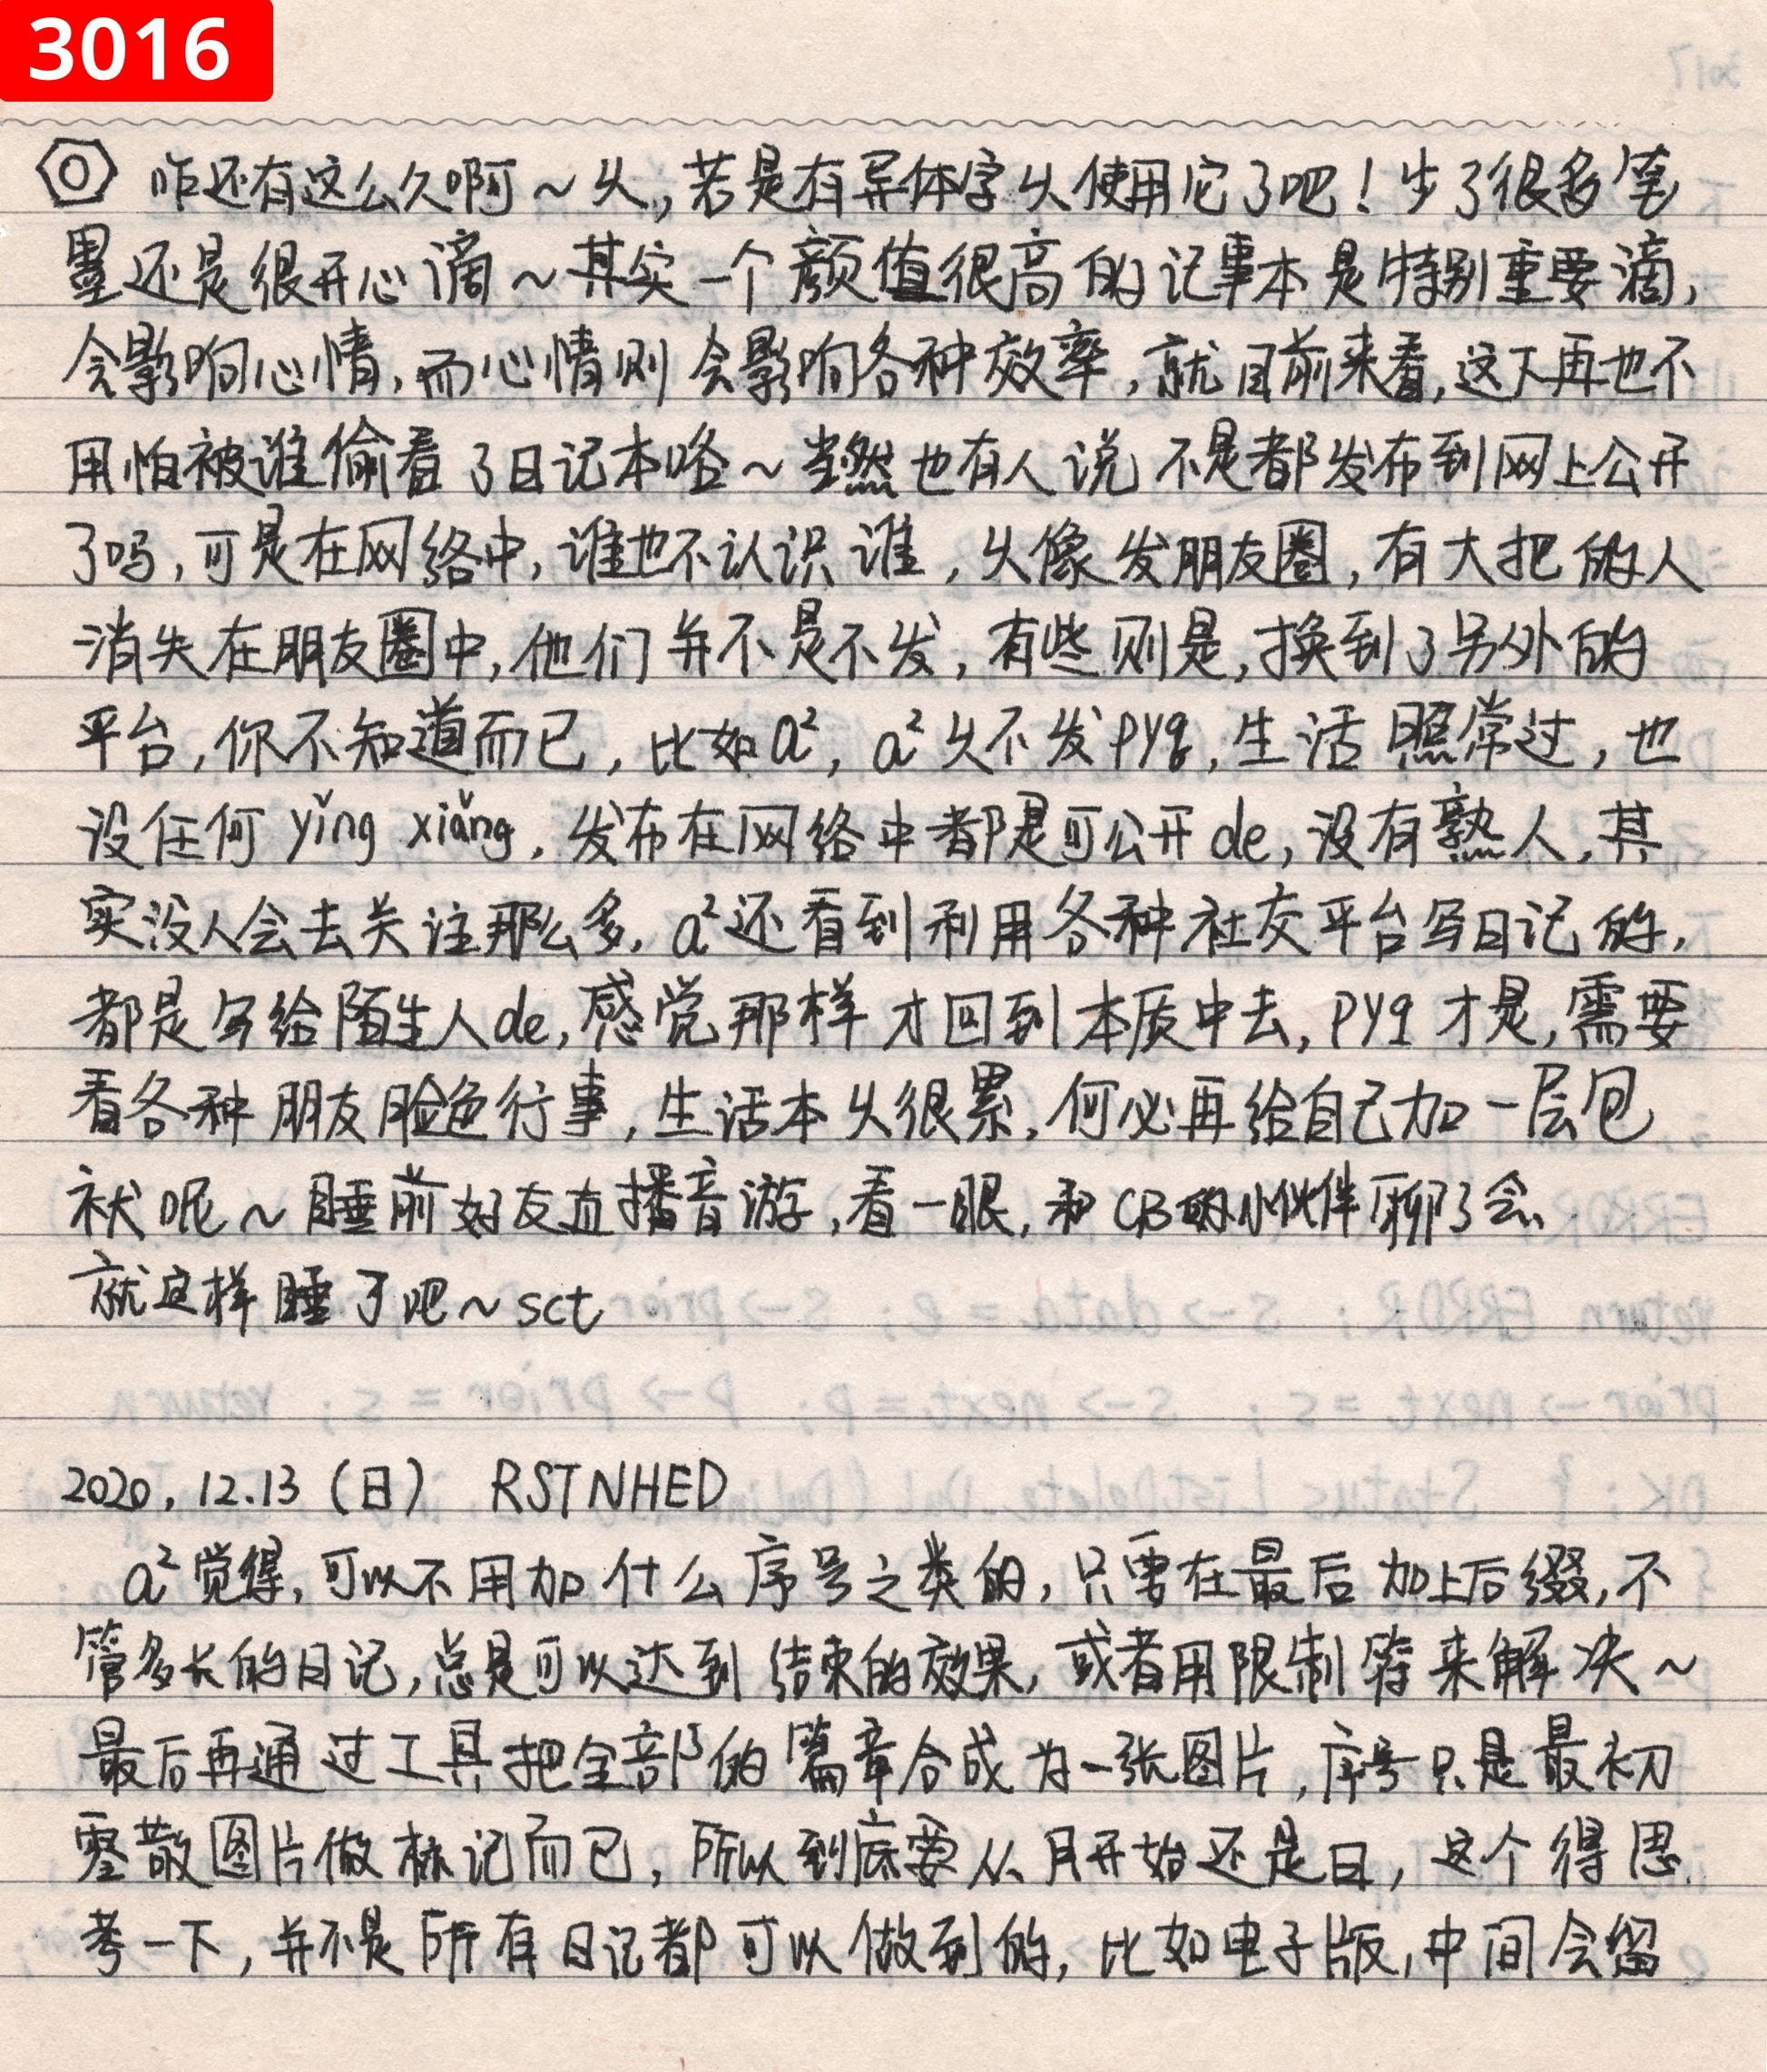 3016
咋还有这么久啊~乆,若是有异体字乆使用它了吧!少了很多笔
墨还是很开心滴~其实一个颜值很高的记事本是特别重要滴,
会影响心情,而心情则会影响各种效率,就目前来看,这下再也不
用怕被谁偷看了日记本咯~当然也有人说不是都发布到网上公开
了吗,可是在网络中,谁也不认识谁,乆像发朋友圈,有大把的人
消失在朋友圈中,他们并不是不发,有些则是,换到了另外的
平台,你不知道而已,比如a²,a²乆不发pyq,生活照常过,也
没任何yǐng xiǎng,发布在网络中都是可公开de,没有熟人,其
实没人会去关注那么多,a²还看到利用各种社交平台写日记的,
都是写给陌生人de,感觉那样才回到本质中去,pyq才是,需要
看各种朋友脸色行事,生活本乆很累,何必再给自己加一层包
袱呢~睡前好友直播音游,看一眼,和CB的小伙伴聊了会
就这样睡了吧~sct
2020.12.13(日) RSTNHED
a²觉得,可以不用加什么序号之类的,只要在最后加上后缀,不
管多长的日记,总是可以达到结束的效果,或者用限制符来解决~
最后再通过工具把全部的篇章合成为一张图片,序号只是最初
零散图片做标记而已,所以到底要从月开始还是日,这个得思
考一下,并不是所有日记都可以做到的,比如电子版,中间会留